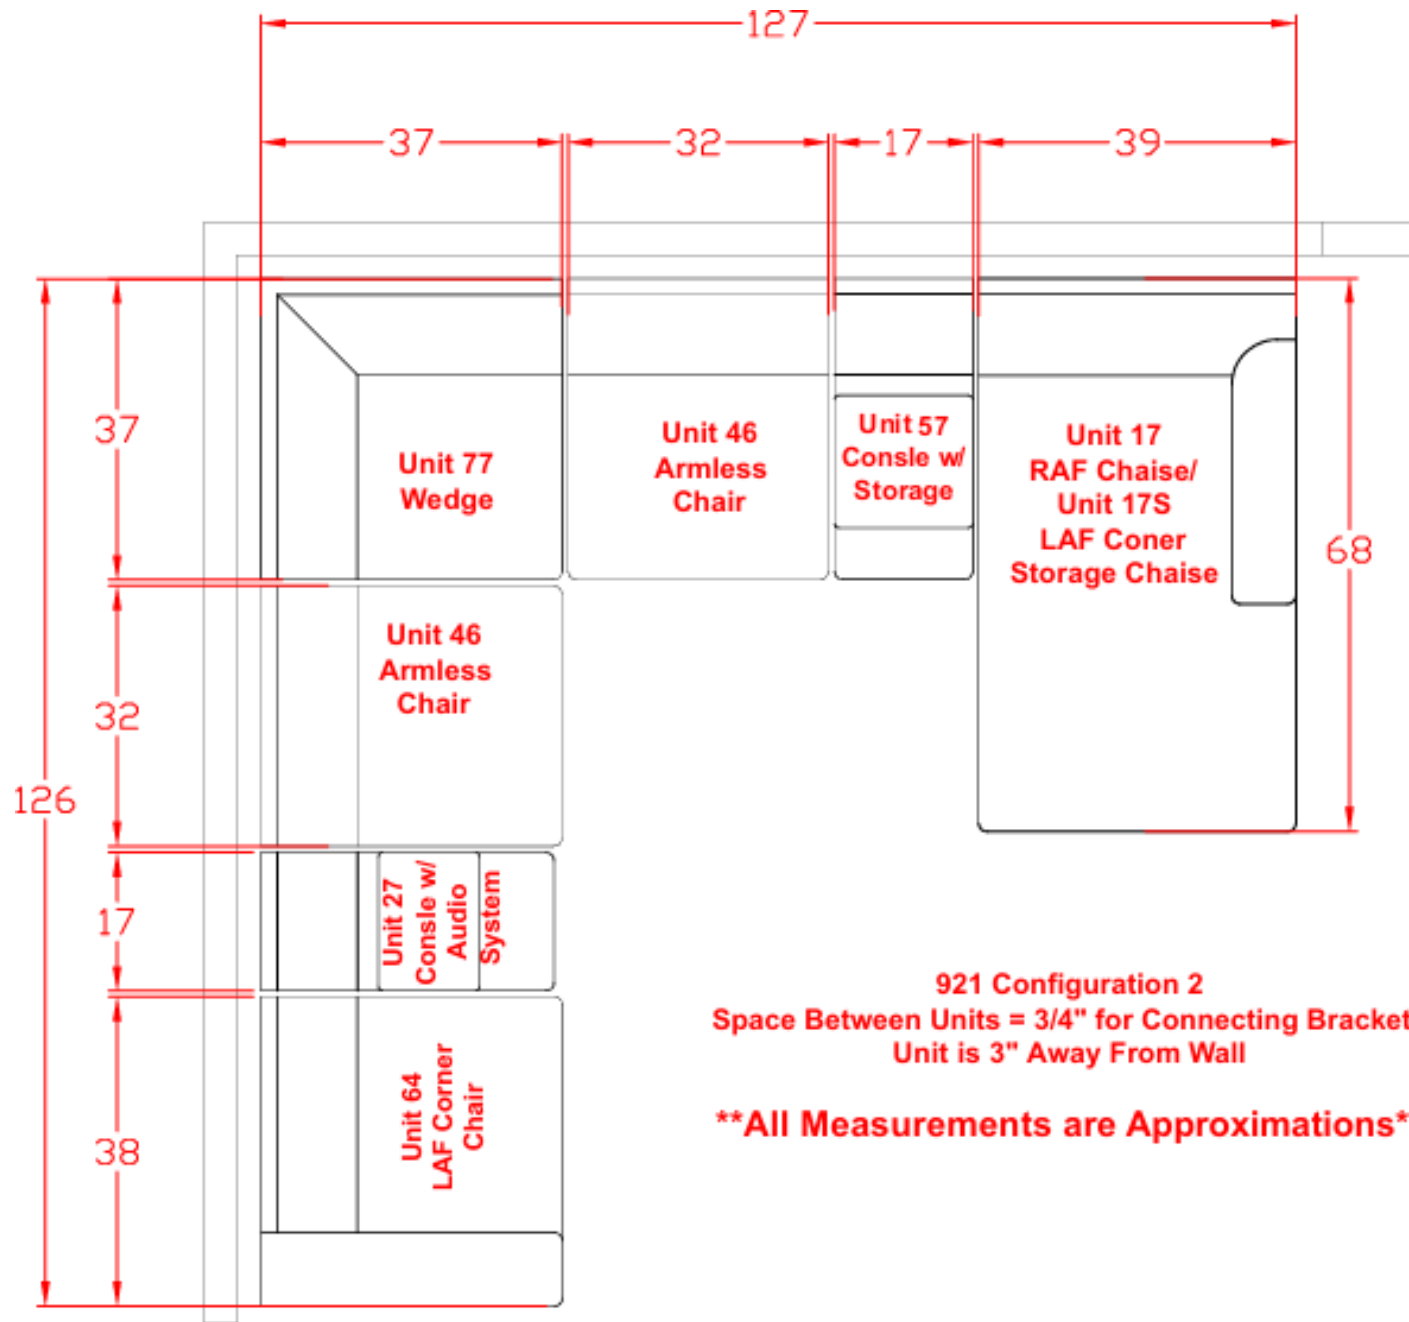 127
37
32
17
39
37
32
17
38
126
68
Unit 77
Wedge
Unit 46
Armless
Chair
Unit 57
Consle w/
Storage
Unit 17
RAF Chaise/
Unit 17S
LAF Coner
Storage Chaise
Unit 46
Armless
Chair
Unit 27
Consle w/
Audio
System
Unit 64
LAF Corner
Chair
921 Configuration 2
Space Between Units = 3/4" for Connecting Bracket
Unit is 3" Away From Wall
**All Measurements are Approximations*